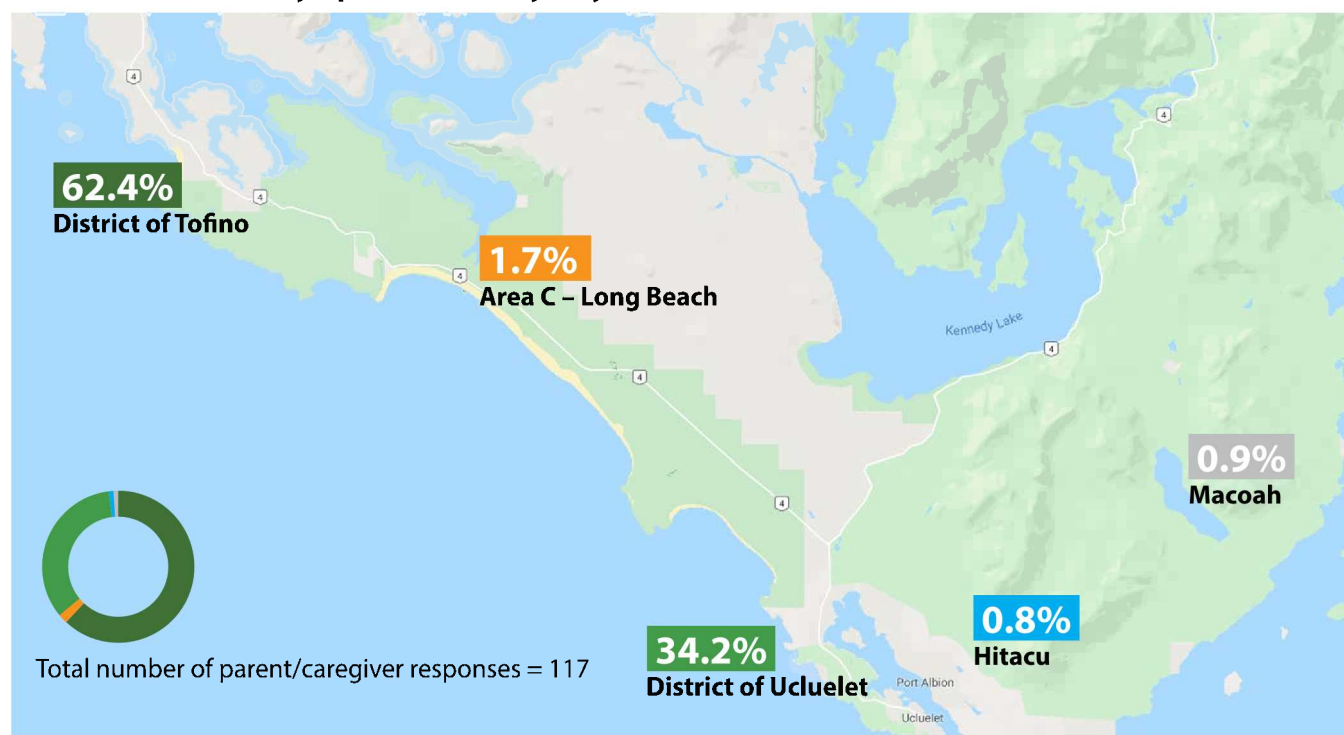 4
4
62.4%
District of Tofino
4
1.7%
4
Area C – Long Beach
Kennedy Lake
4
4
0.9%
Macoah
4
0.8%
Hitacu
34.2%
Total number of parent/caregiver responses = 117
District of Ucluelet
Port Albion
Ucluelet